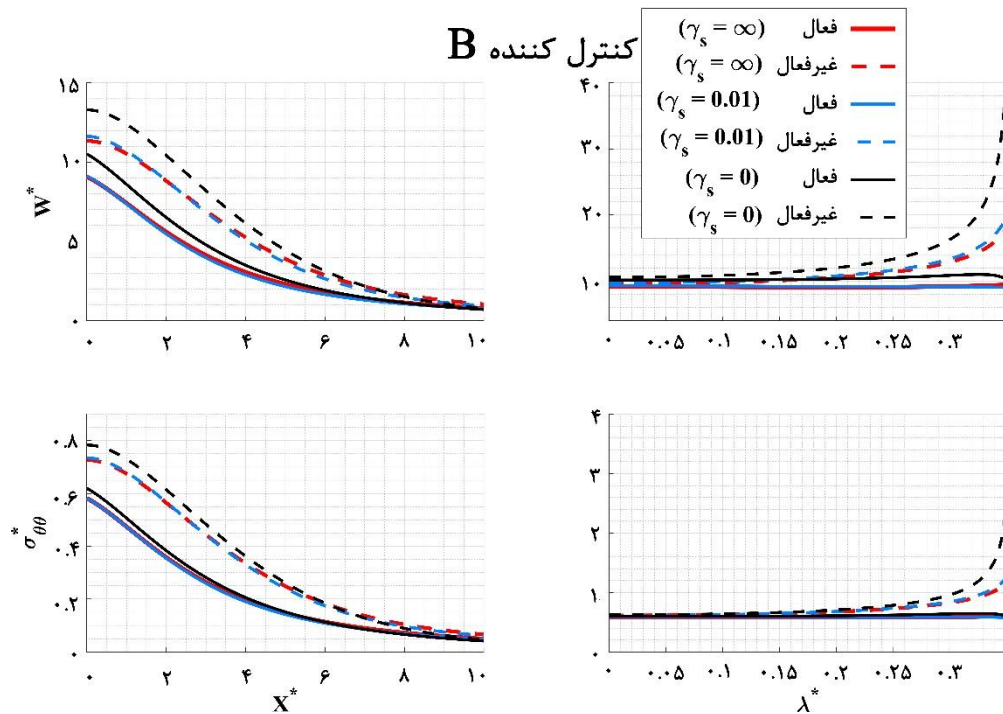 کنترل کننده B
فعال (γs = ∞)
غیرفعال (γs = ∞)
فعال (γs = 0.01)
غیرفعال (γs = 0.01)
فعال (γs = 0)
غیرفعال (γs = 0)
W*
۱۵
۱۰
۵
۰
۰ ۲ ۴ ۶ ۸ ۱۰
۴۰
۳۰
۲۰
۱۰
۰.۰۵ ۰.۱ ۰.۱۵ ۰.۲ ۰.۲۵ ۰.۳
σ*θθ
۰.۸
۰.۶
۰.۴
۰.۲
۰
۰ ۲ ۴ ۶ ۸ ۱۰
X*
۴
۳
۲
۱
۰
۰ ۰.۰۵ ۰.۱ ۰.۱۵ ۰.۲ ۰.۲۵ ۰.۳
λ*